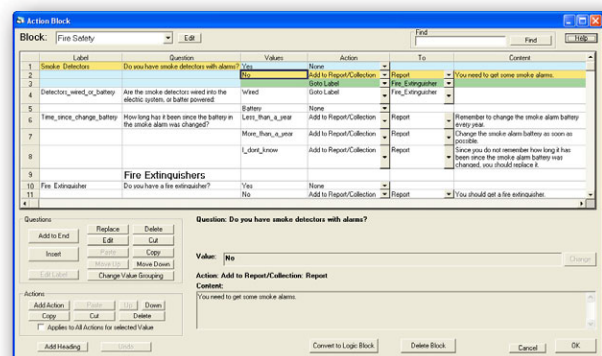 Action Block
Block: Fire Safety Edit Find Find Help
Label Question Values Action To Content
1 Smoke Detectors Do you have smoke detectors with alarms? Yes None
2 No Add to Report/Collection Report You need to get some smoke alarms.
3 Goto Label Fire_Extinguisher
4 Detectors_wired_or_battery Are the smoke detectors wired into the Wired Goto Label Fire_Extinguisher
electric system, or battery powered:
5 Battery None
6 Time_since_change_battery How long has it been since the battery in Less_than_a_year Add to Report/Collection Report Remember to change the smoke alarm battery
the smoke alarm was changed? every year.
7 More_than_a_year Add to Report/Collection Report Change the smoke alarm battery as soon as
possible.
8 I_dont_know Add to Report/Collection Report Since you do not remember how long it has
been since the smoke alarm battery was
changed, you should replace it.
9 Fire Extinguishers
10 Fire Extinguisher Do you have a fire extinguisher? Yes None
11 No Add to Report/Collection Report You should get a fire extinguisher.
Questions
Add to End Replace Delete
Edit Cut
Insert Paste Copy
Move Up Move Down
Edit Label Change Value Grouping
Actions
Add Action Paste Up Down
Copy Cut Delete
Applies to All Actions for selected Value
Add Heading Undo
Question: Do you have smoke detectors with alarms?
Value: No Change
Action: Add to Report/Collection: Report
Content:
You need to get some smoke alarms.
Convert to Logic Block Delete Block Cancel OK